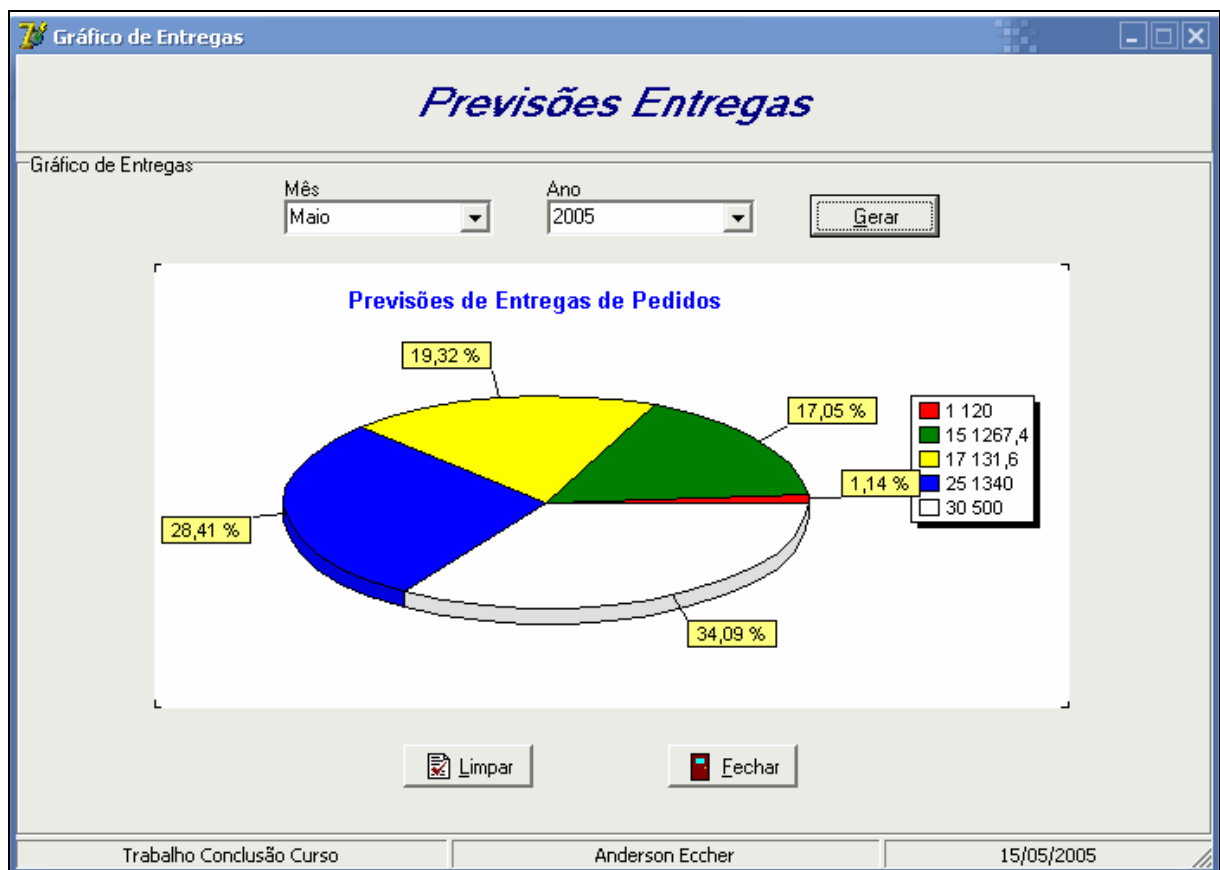 Gráfico de Entregas
Previsões Entregas
Gráfico de Entregas
Mês
Ano
Maio
2005
Gerar
Previsões de Entregas de Pedidos
19,32 %
17,05 %
1,14 %
28,41 %
34,09 %
1 120
15 1267,4
17 131,6
25 1340
30 500
Limpar
Fechar
Trabalho Conclusão Curso
Anderson Eccher
15/05/2005